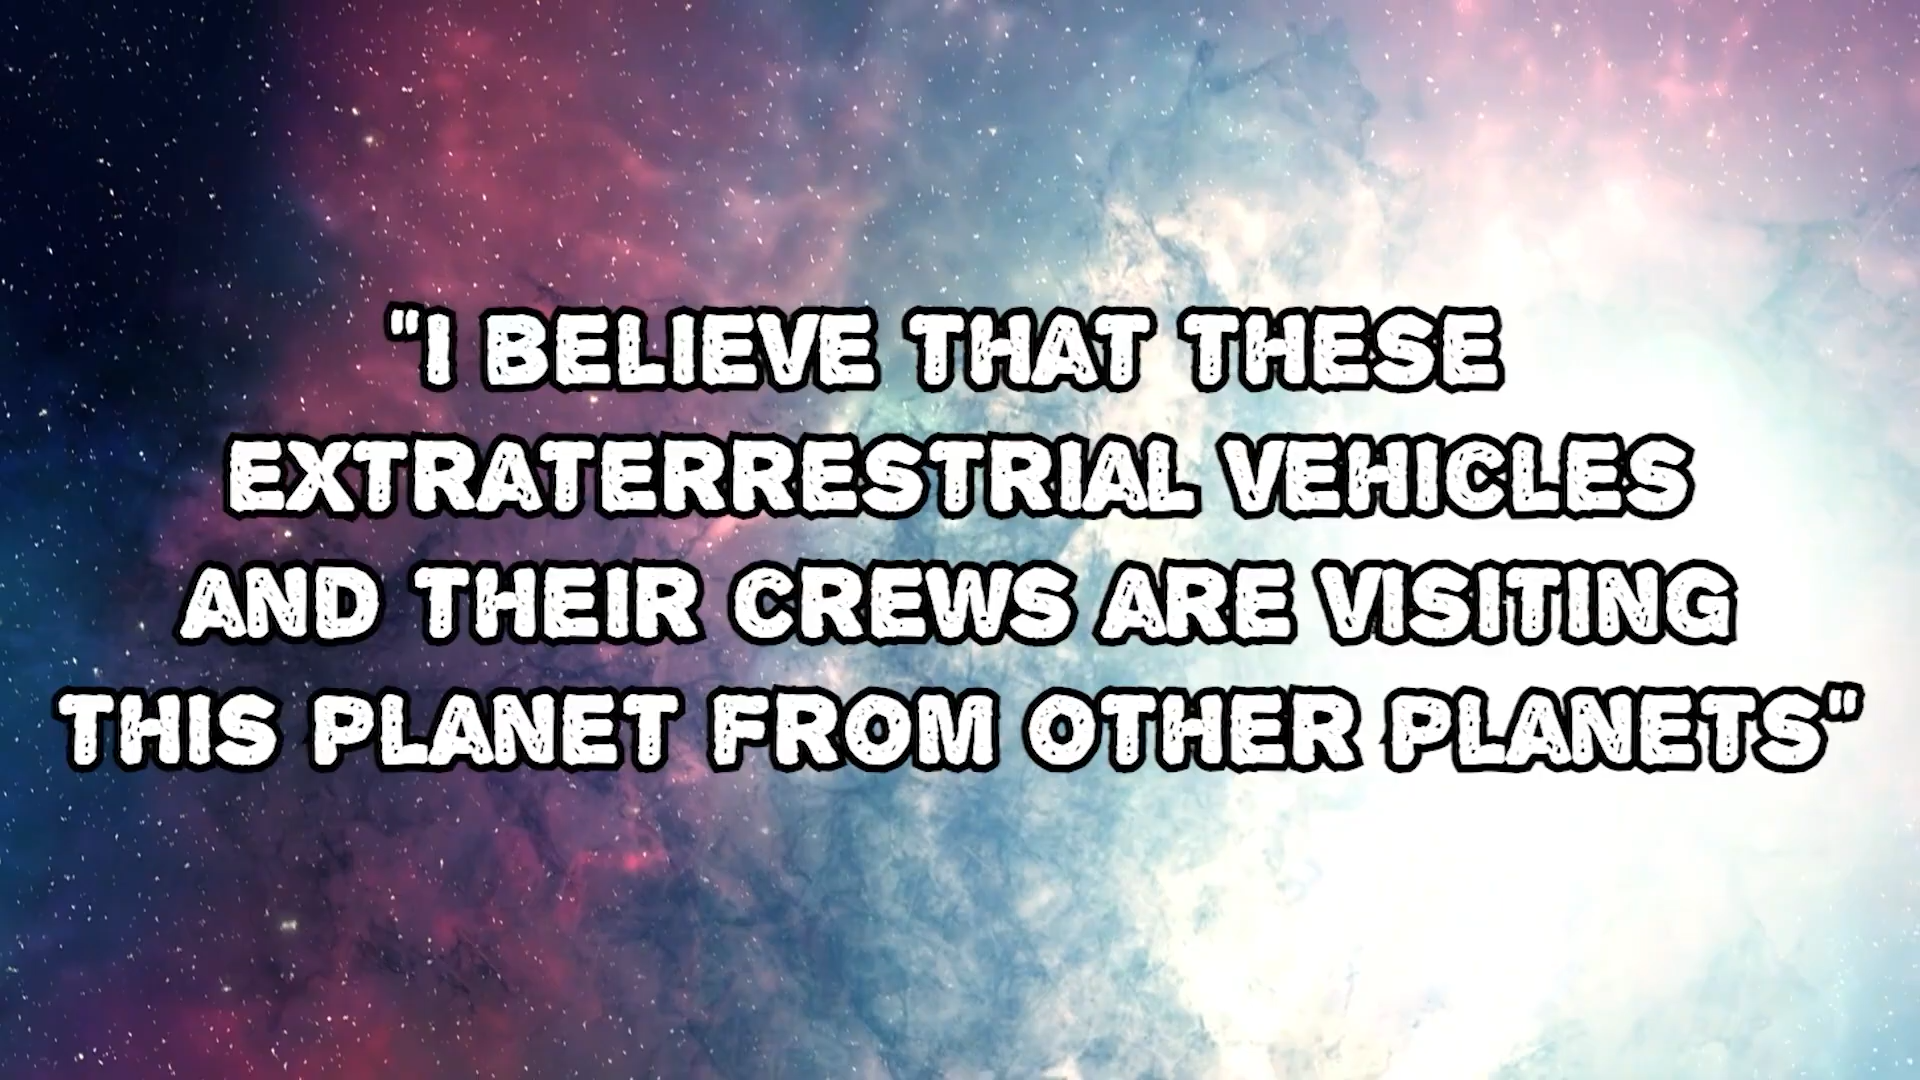 "I BELIEVE THAT THESE
EXTRATERRESTRIAL VEHICLES
AND THEIR CREWS ARE VISITING
THIS PLANET FROM OTHER PLANETS"